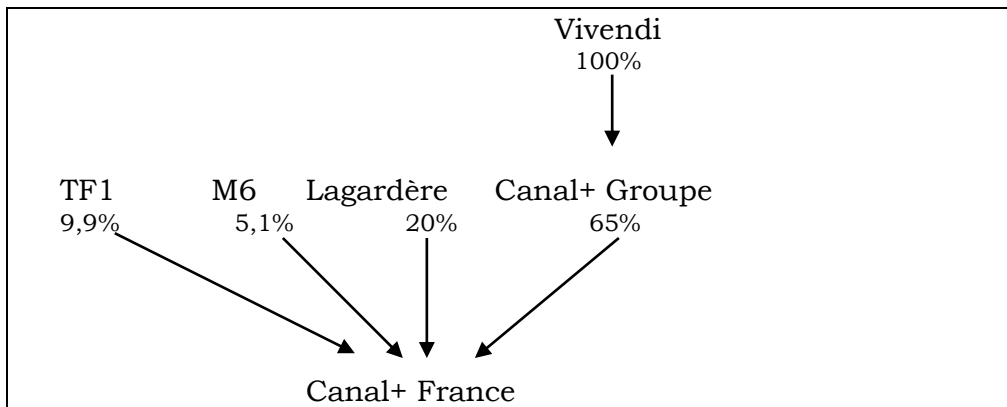 Vivendi
100%
TF1 M6 Lagardère Canal+ Groupe
9,9% 5,1% 20% 65%
Canal+ France